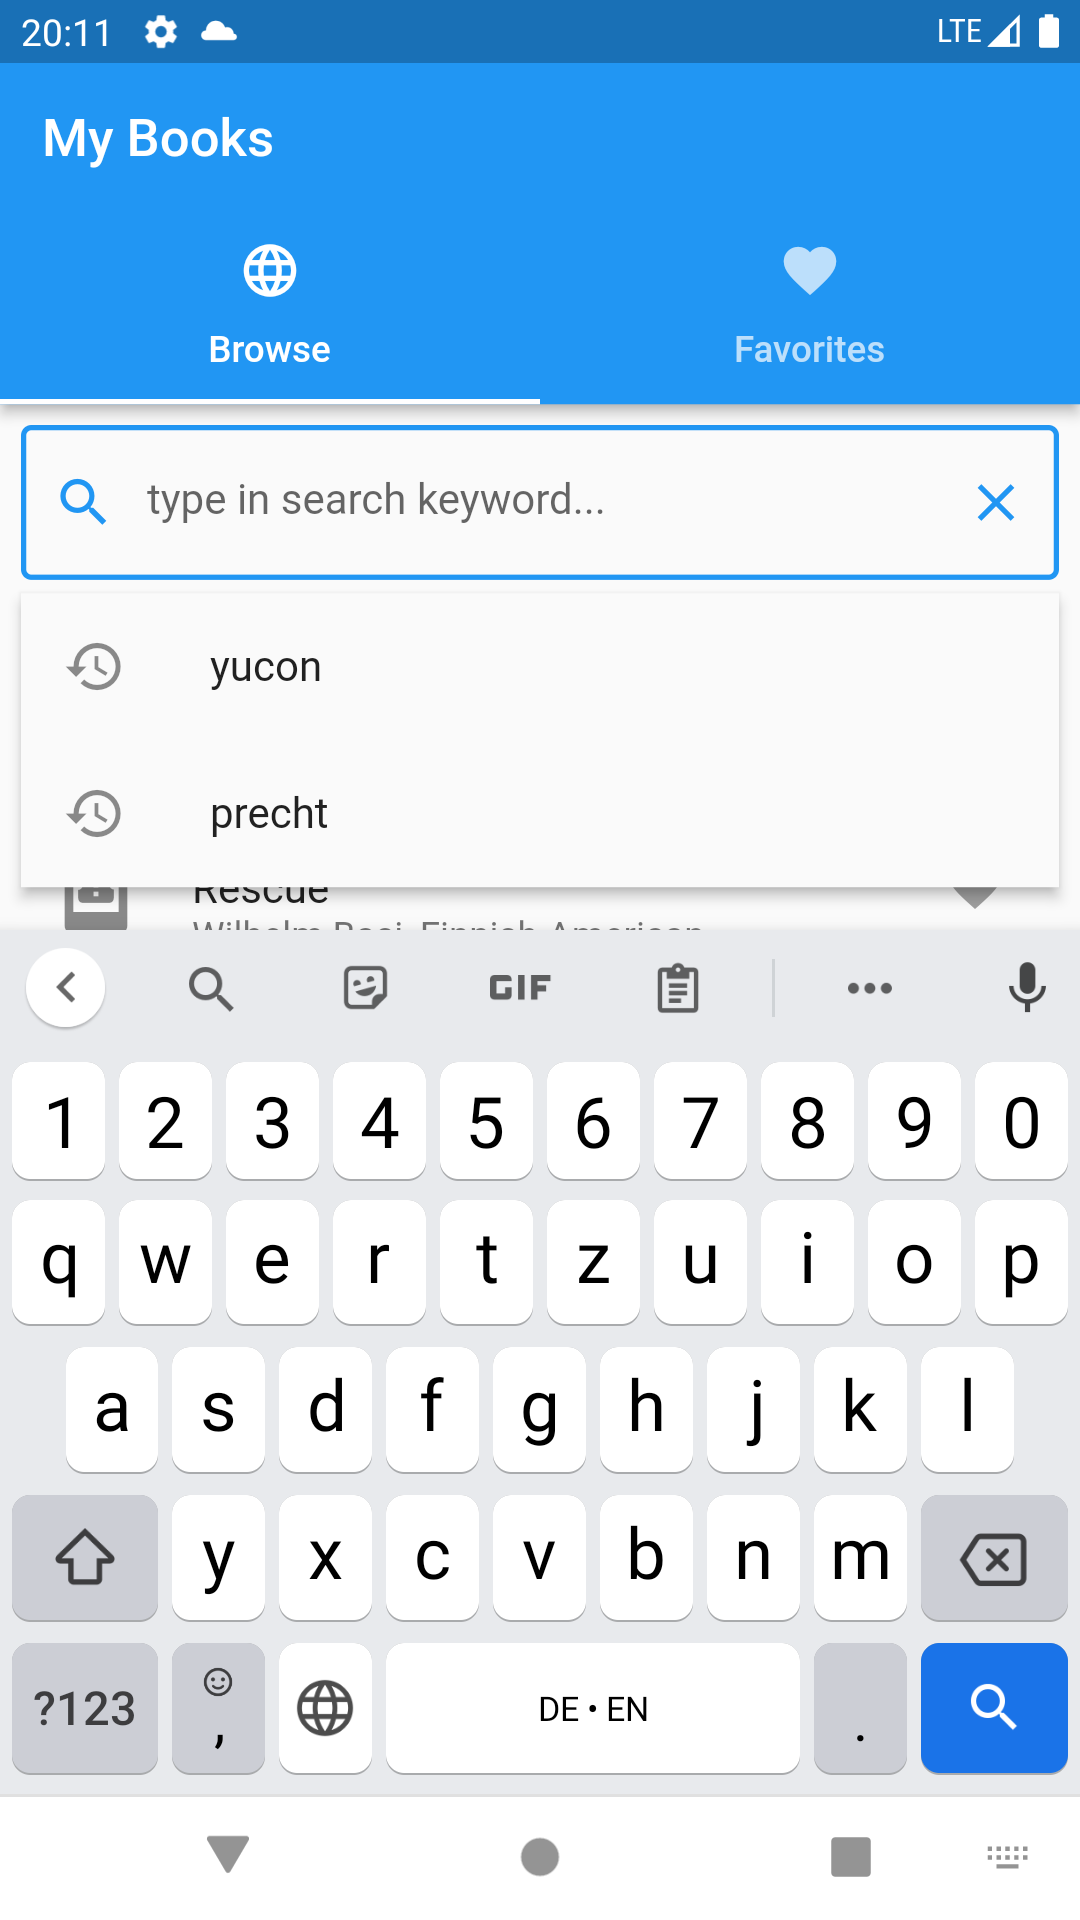 20:11
LTE
My Books
Browse
Favorites
type in search keyword...
yucon
precht
Rescue
GIF
1 2 3 4 5 6 7 8 9 0
q w e r t z u i o p
a s d f g h j k l
y x c v b n m
?123 , DE • EN .